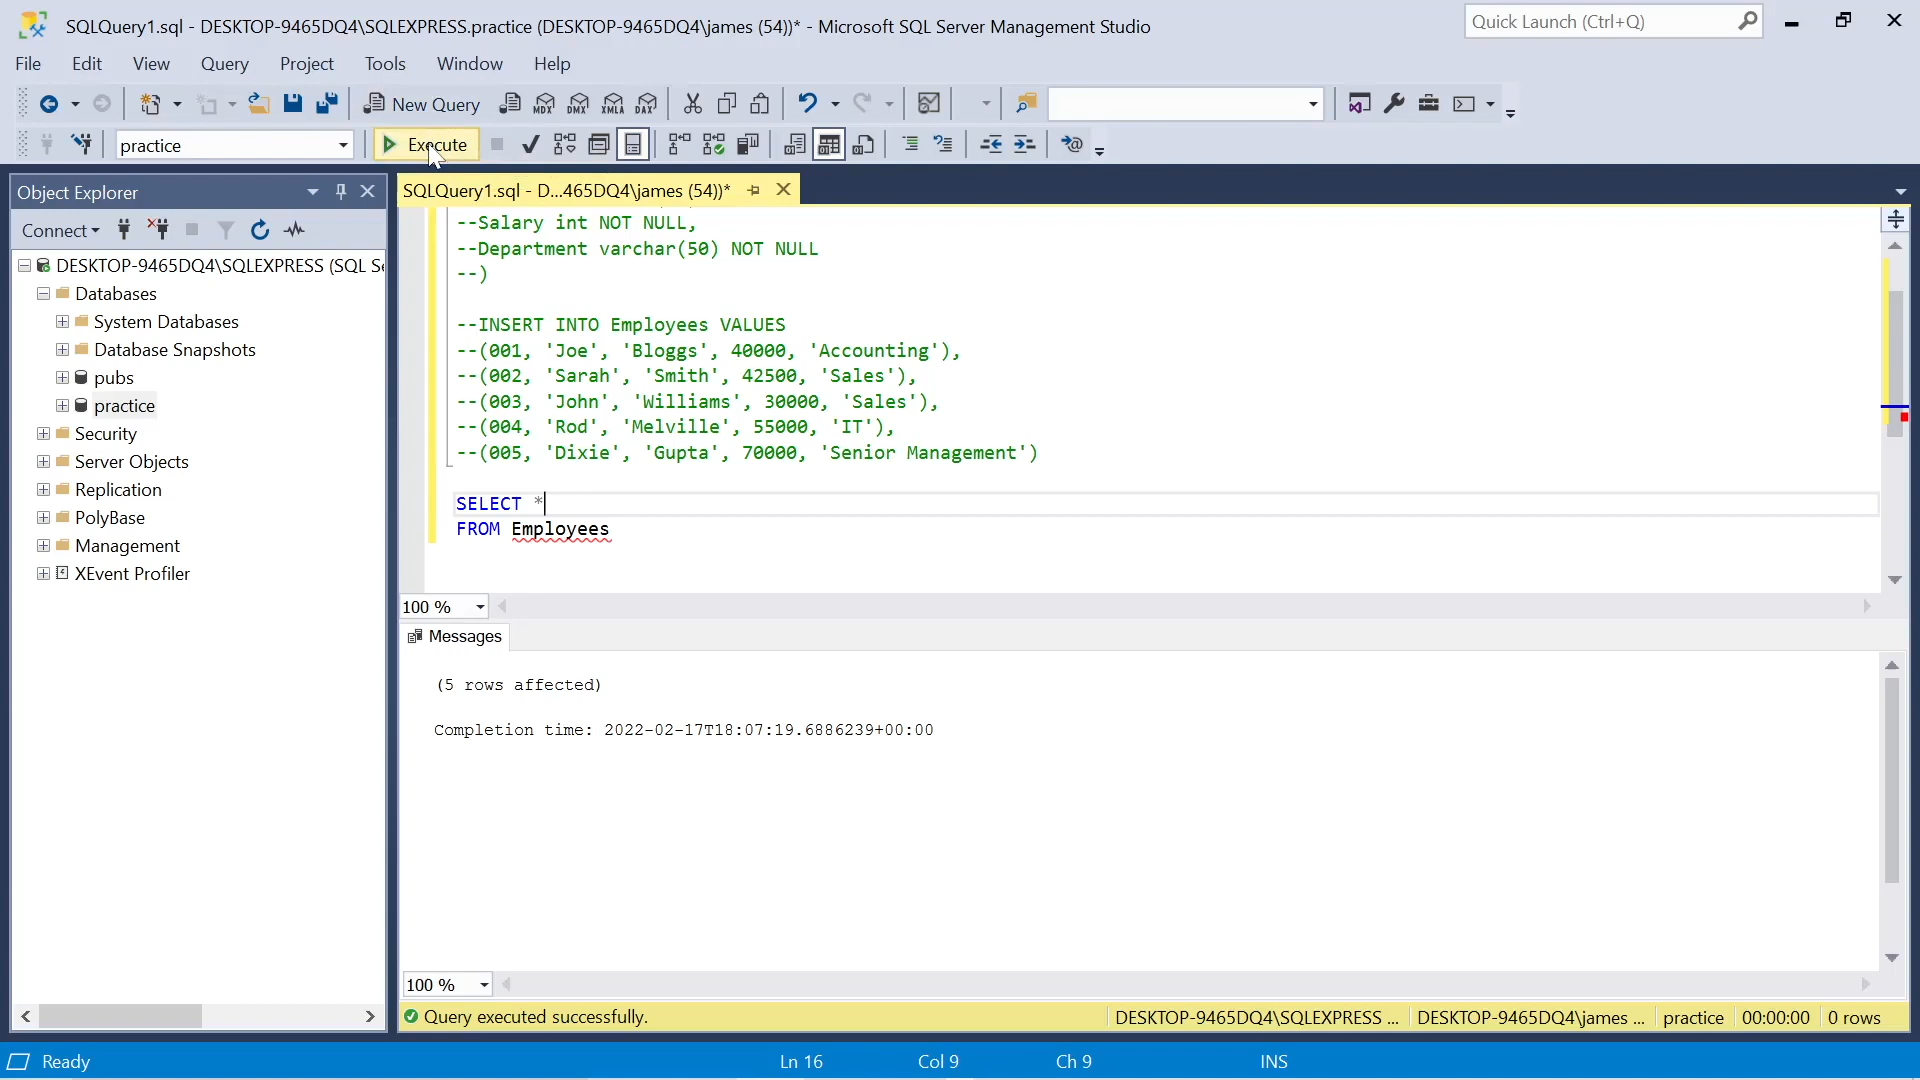 SQLQuery1.sql - DESKTOP-9465DQ4\SQLEXPRESS.practice (DESKTOP-9465DQ4\james (54))* - Microsoft SQL Server Management Studio
Quick Launch (Ctrl+Q)
File Edit View Query Project Tools Window Help
New Query MDX DMX XMLA DAX
practice Execute
Object Explorer
SQLQuery1.sql - D...465DQ4\james (54))*
Connect
DESKTOP-9465DQ4\SQLEXPRESS (SQL Se
Databases
System Databases
Database Snapshots
pubs
practice
Security
Server Objects
Replication
PolyBase
Management
XEvent Profiler
--Salary int NOT NULL,
--Department varchar(50) NOT NULL
--)
--INSERT INTO Employees VALUES
--(001, 'Joe', 'Bloggs', 40000, 'Accounting'),
--(002, 'Sarah', 'Smith', 42500, 'Sales'),
--(003, 'John', 'Williams', 30000, 'Sales'),
--(004, 'Rod', 'Melville', 55000, 'IT'),
--(005, 'Dixie', 'Gupta', 70000, 'Senior Management')
SELECT *
FROM Employees
100 %
Messages
(5 rows affected)
Completion time: 2022-02-17T18:07:19.6886239+00:00
100 %
Query executed successfully.
DESKTOP-9465DQ4\SQLEXPRESS ... DESKTOP-9465DQ4\james ... practice 00:00:00 0 rows
Ready Ln 16 Col 9 Ch 9 INS